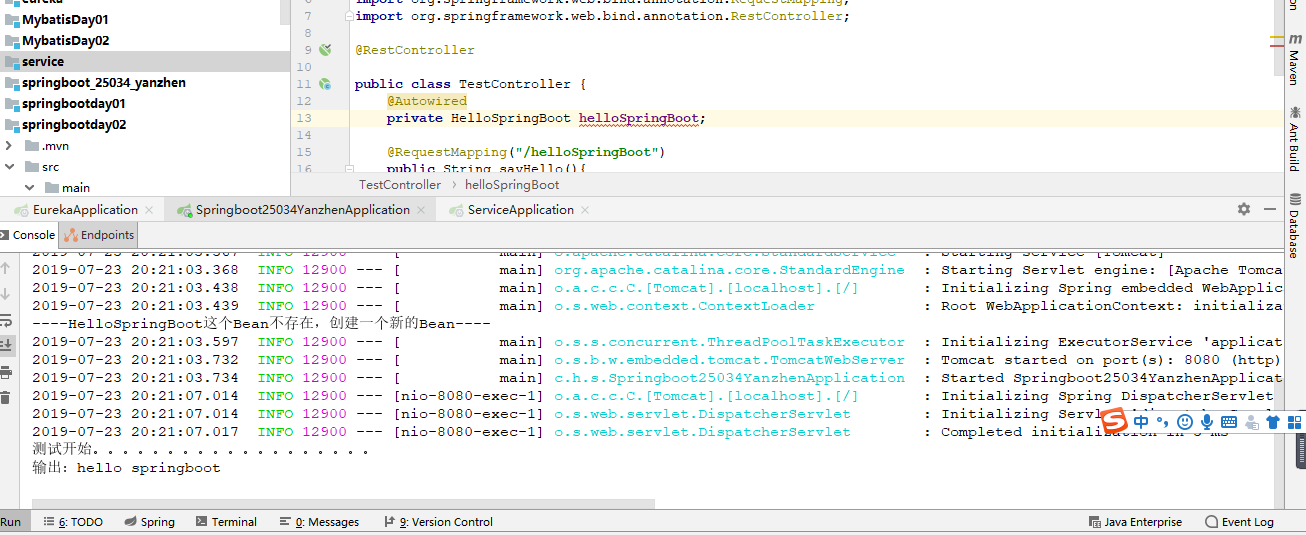 eureka
MybatisDay01
MybatisDay02
service
springboot_25034_yanzhen
springbootday01
springbootday02
.mvn
src
main
6 import org.springframework.web.bind.annotation.RequestMapping;
7 import org.springframework.web.bind.annotation.RestController;
8
9 @RestController
10
11 public class TestController {
12 @Autowired
13 private HelloSpringBoot helloSpringBoot;
14
15 @RequestMapping("/helloSpringBoot")
16 public String sayHello(){
TestController > helloSpringBoot
Maven
Ant Build
Database
EurekaApplication Springboot25034YanzhenApplication ServiceApplication
Console Endpoints
2019-07-23 20:21:03.367 INFO 12900 --- [ main] o.apache.catalina.core.StandardService : Starting service [Tomcat]
2019-07-23 20:21:03.368 INFO 12900 --- [ main] org.apache.catalina.core.StandardEngine : Starting Servlet engine: [Apache Tomca
2019-07-23 20:21:03.438 INFO 12900 --- [ main] o.a.c.c.C.[Tomcat].[localhost].[/] : Initializing Spring embedded WebApplic
2019-07-23 20:21:03.439 INFO 12900 --- [ main] o.s.web.context.ContextLoader : Root WebApplicationContext: initializa
----HelloSpringBoot这个Bean不存在，创建一个新的Bean----
2019-07-23 20:21:03.597 INFO 12900 --- [ main] o.s.s.concurrent.ThreadPoolTaskExecutor : Initializing ExecutorService 'applicat
2019-07-23 20:21:03.732 INFO 12900 --- [ main] o.s.b.w.embedded.tomcat.TomcatWebServer : Tomcat started on port(s): 8080 (http)
2019-07-23 20:21:03.734 INFO 12900 --- [ main] c.h.s.Springboot25034YanzhenApplication : Started Springboot25034YanzhenApplicat
2019-07-23 20:21:07.014 INFO 12900 --- [nio-8080-exec-1] o.a.c.c.C.[Tomcat].[localhost].[/] : Initializing Spring DispatcherServlet
2019-07-23 20:21:07.014 INFO 12900 --- [nio-8080-exec-1] o.s.web.servlet.DispatcherServlet : Initializing Serv
2019-07-23 20:21:07.017 INFO 12900 --- [nio-8080-exec-1] o.s.web.servlet.DispatcherServlet : Completed initialization in 3 ms
中
测试开始。。。。。。。。。。。。。。。。。。
输出：hello springboot
Run 6: TODO Spring Terminal 0: Messages 9: Version Control Java Enterprise Event Log